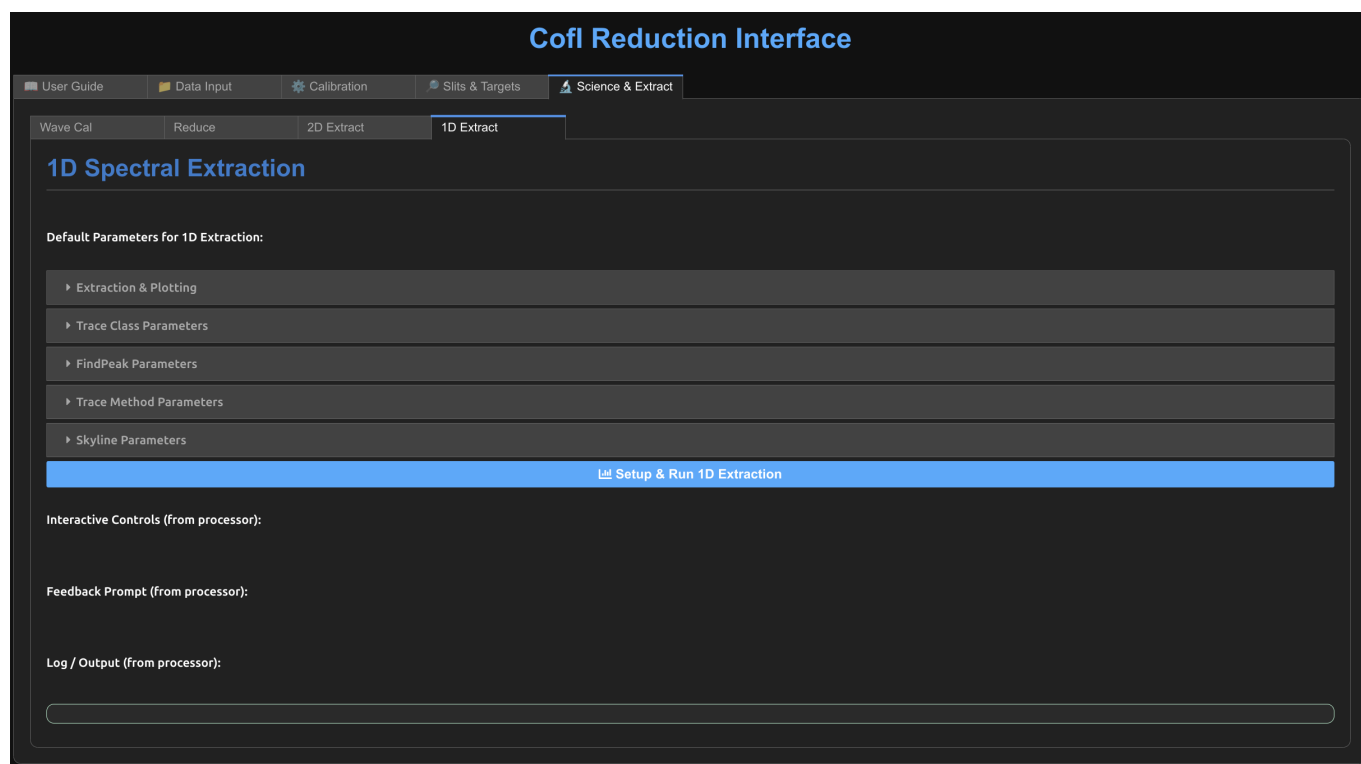 Cofl Reduction Interface
User Guide
Data Input
Calibration
Slits & Targets
Science & Extract
Wave Cal
Reduce
2D Extract
1D Extract
1D Spectral Extraction
Default Parameters for 1D Extraction:
Extraction & Plotting
Trace Class Parameters
FindPeak Parameters
Trace Method Parameters
Skyline Parameters
Setup & Run 1D Extraction
Interactive Controls (from processor):
Feedback Prompt (from processor):
Log / Output (from processor):